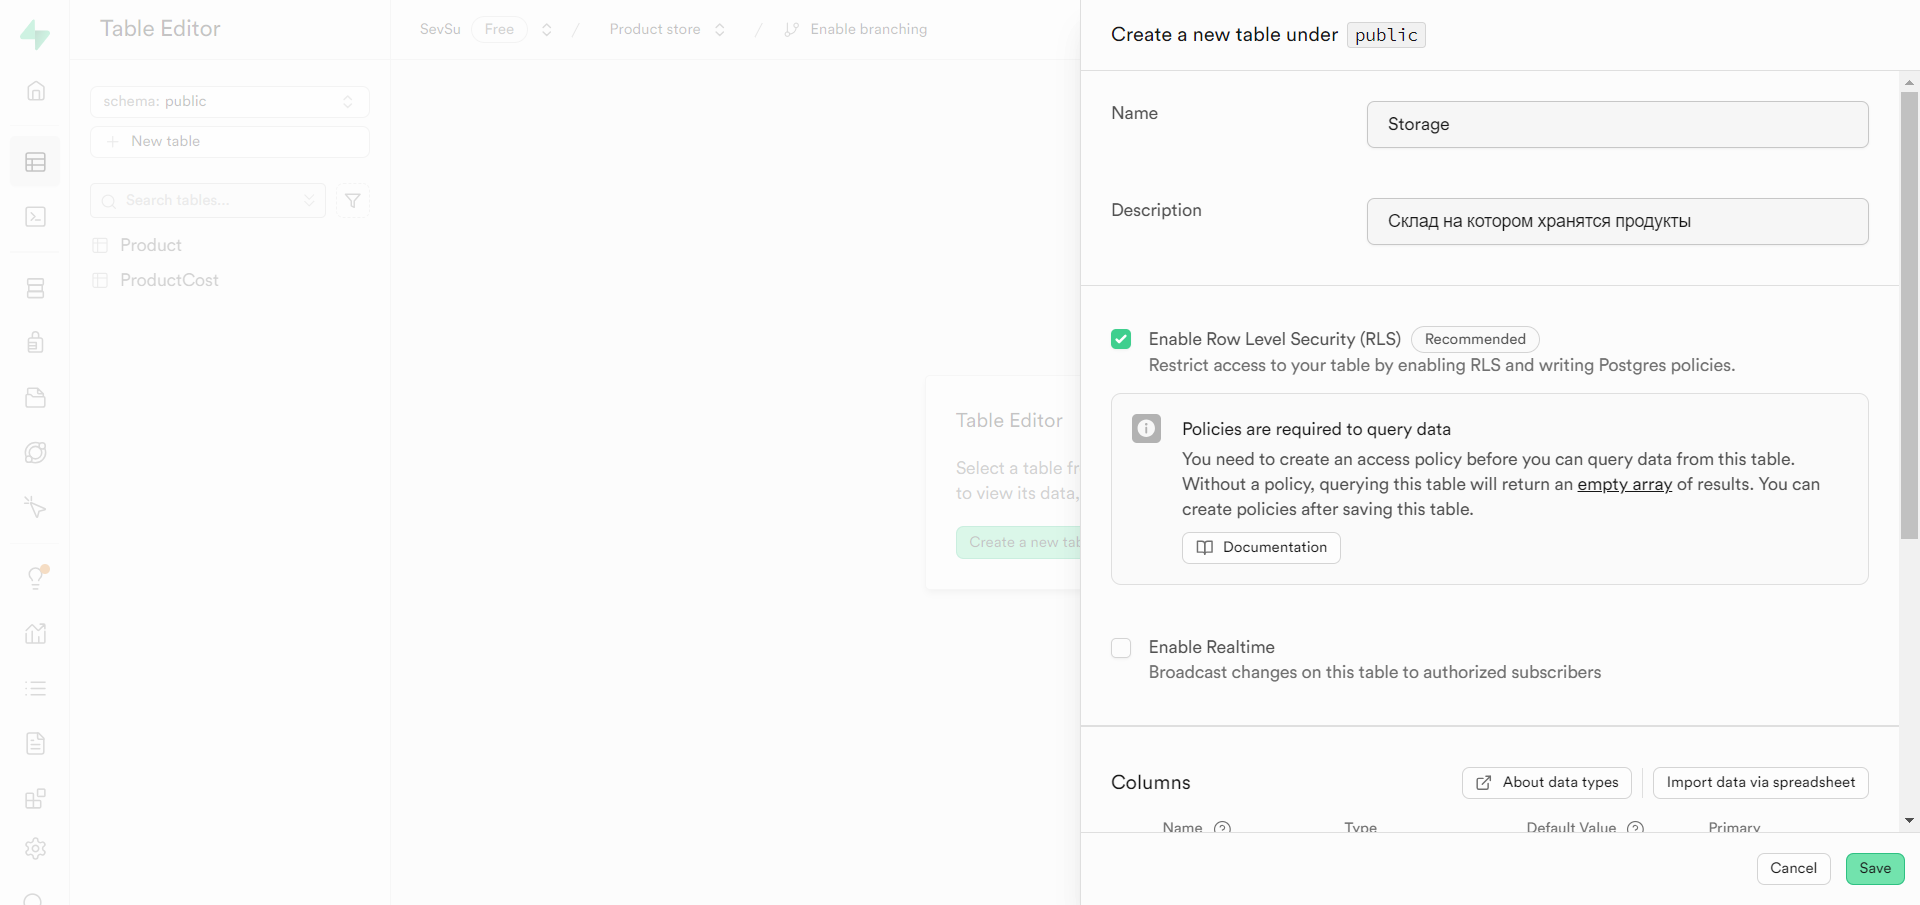 Table Editor
SevSu
Free
/
Product store
/
Enable branching
schema: public
New table
Search tables...
Product
ProductCost
Table Editor
Select a table fr
to view its data,
Create a new tab
Create a new table under public
Name
Storage
Description
Склад на котором хранятся продукты
Enable Row Level Security (RLS)
Recommended
Restrict access to your table by enabling RLS and writing Postgres policies.
Policies are required to query data
You need to create an access policy before you can query data from this table.
Without a policy, querying this table will return an empty array of results. You can
create policies after saving this table.
Documentation
Enable Realtime
Broadcast changes on this table to authorized subscribers
Columns
About data types
Import data via spreadsheet
Name
Type
Default Value
Primary
Cancel
Save